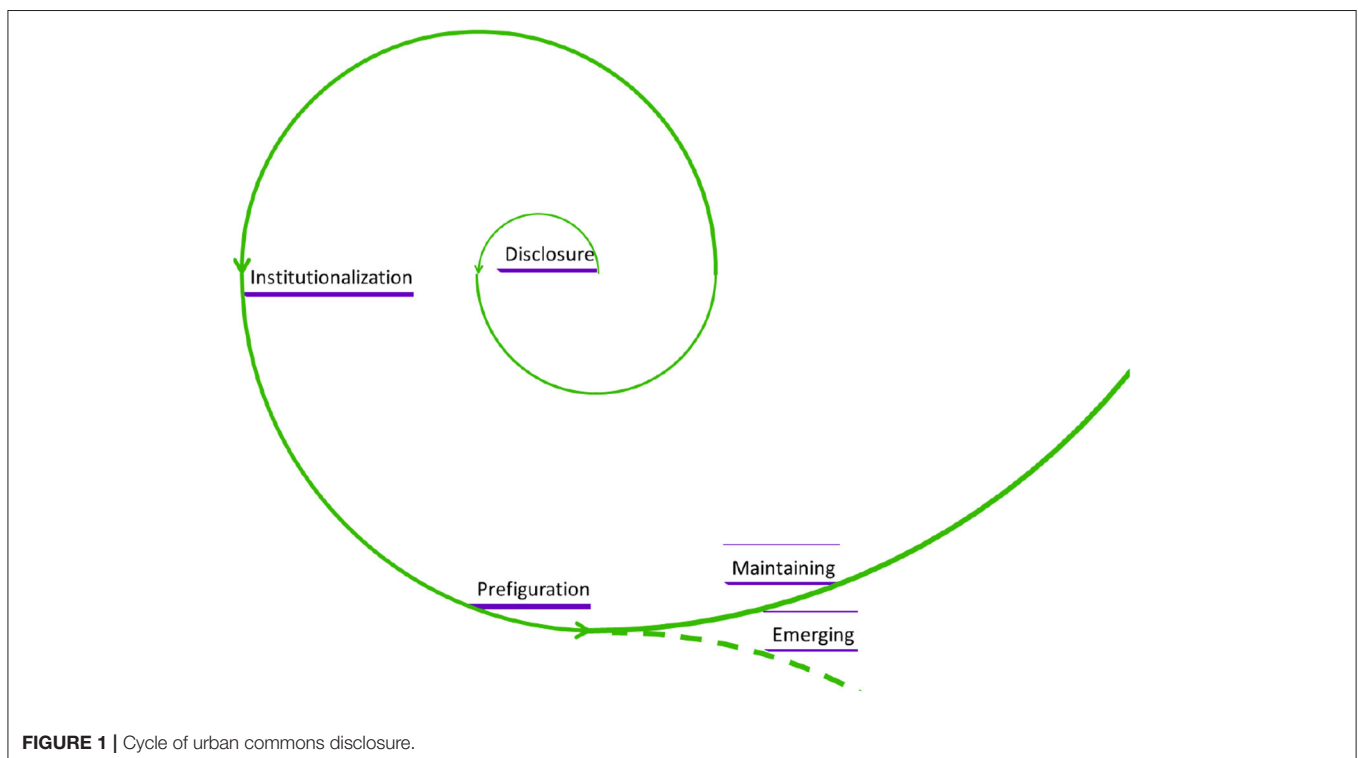 Disclosure
Institutionalization
Prefiguration
Maintaining
Emerging
FIGURE 1 | Cycle of urban commons disclosure.